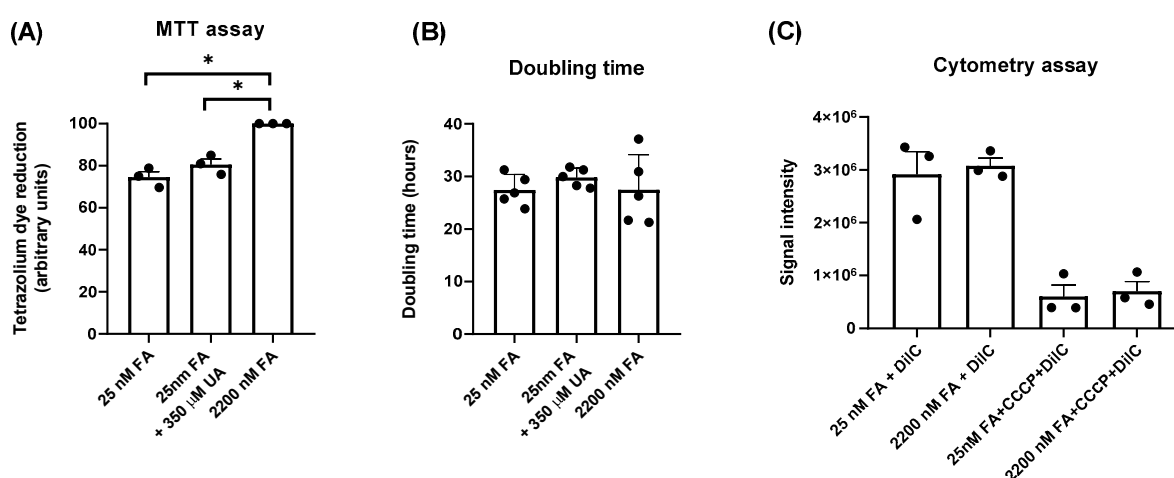 (A)
MTT assay
*
*
Tetrazolium dye reduction
(arbitrary units)
100
80
60
40
20
0
25 nM FA
25nm FA
+ 350 μM UA
2200 nM FA
(B)
Doubling time
Doubling time (hours)
40
30
20
10
0
25 nM FA
25nm FA
+ 350 μM UA
2200 nM FA
(C)
Cytometry assay
Signal intensity
4×10⁶
3×10⁶
2×10⁶
1×10⁶
0
25 nM FA + DilC
2200 nM FA + DilC
25nM FA+CCCP+DilC
2200 nM FA+CCCP+DilC